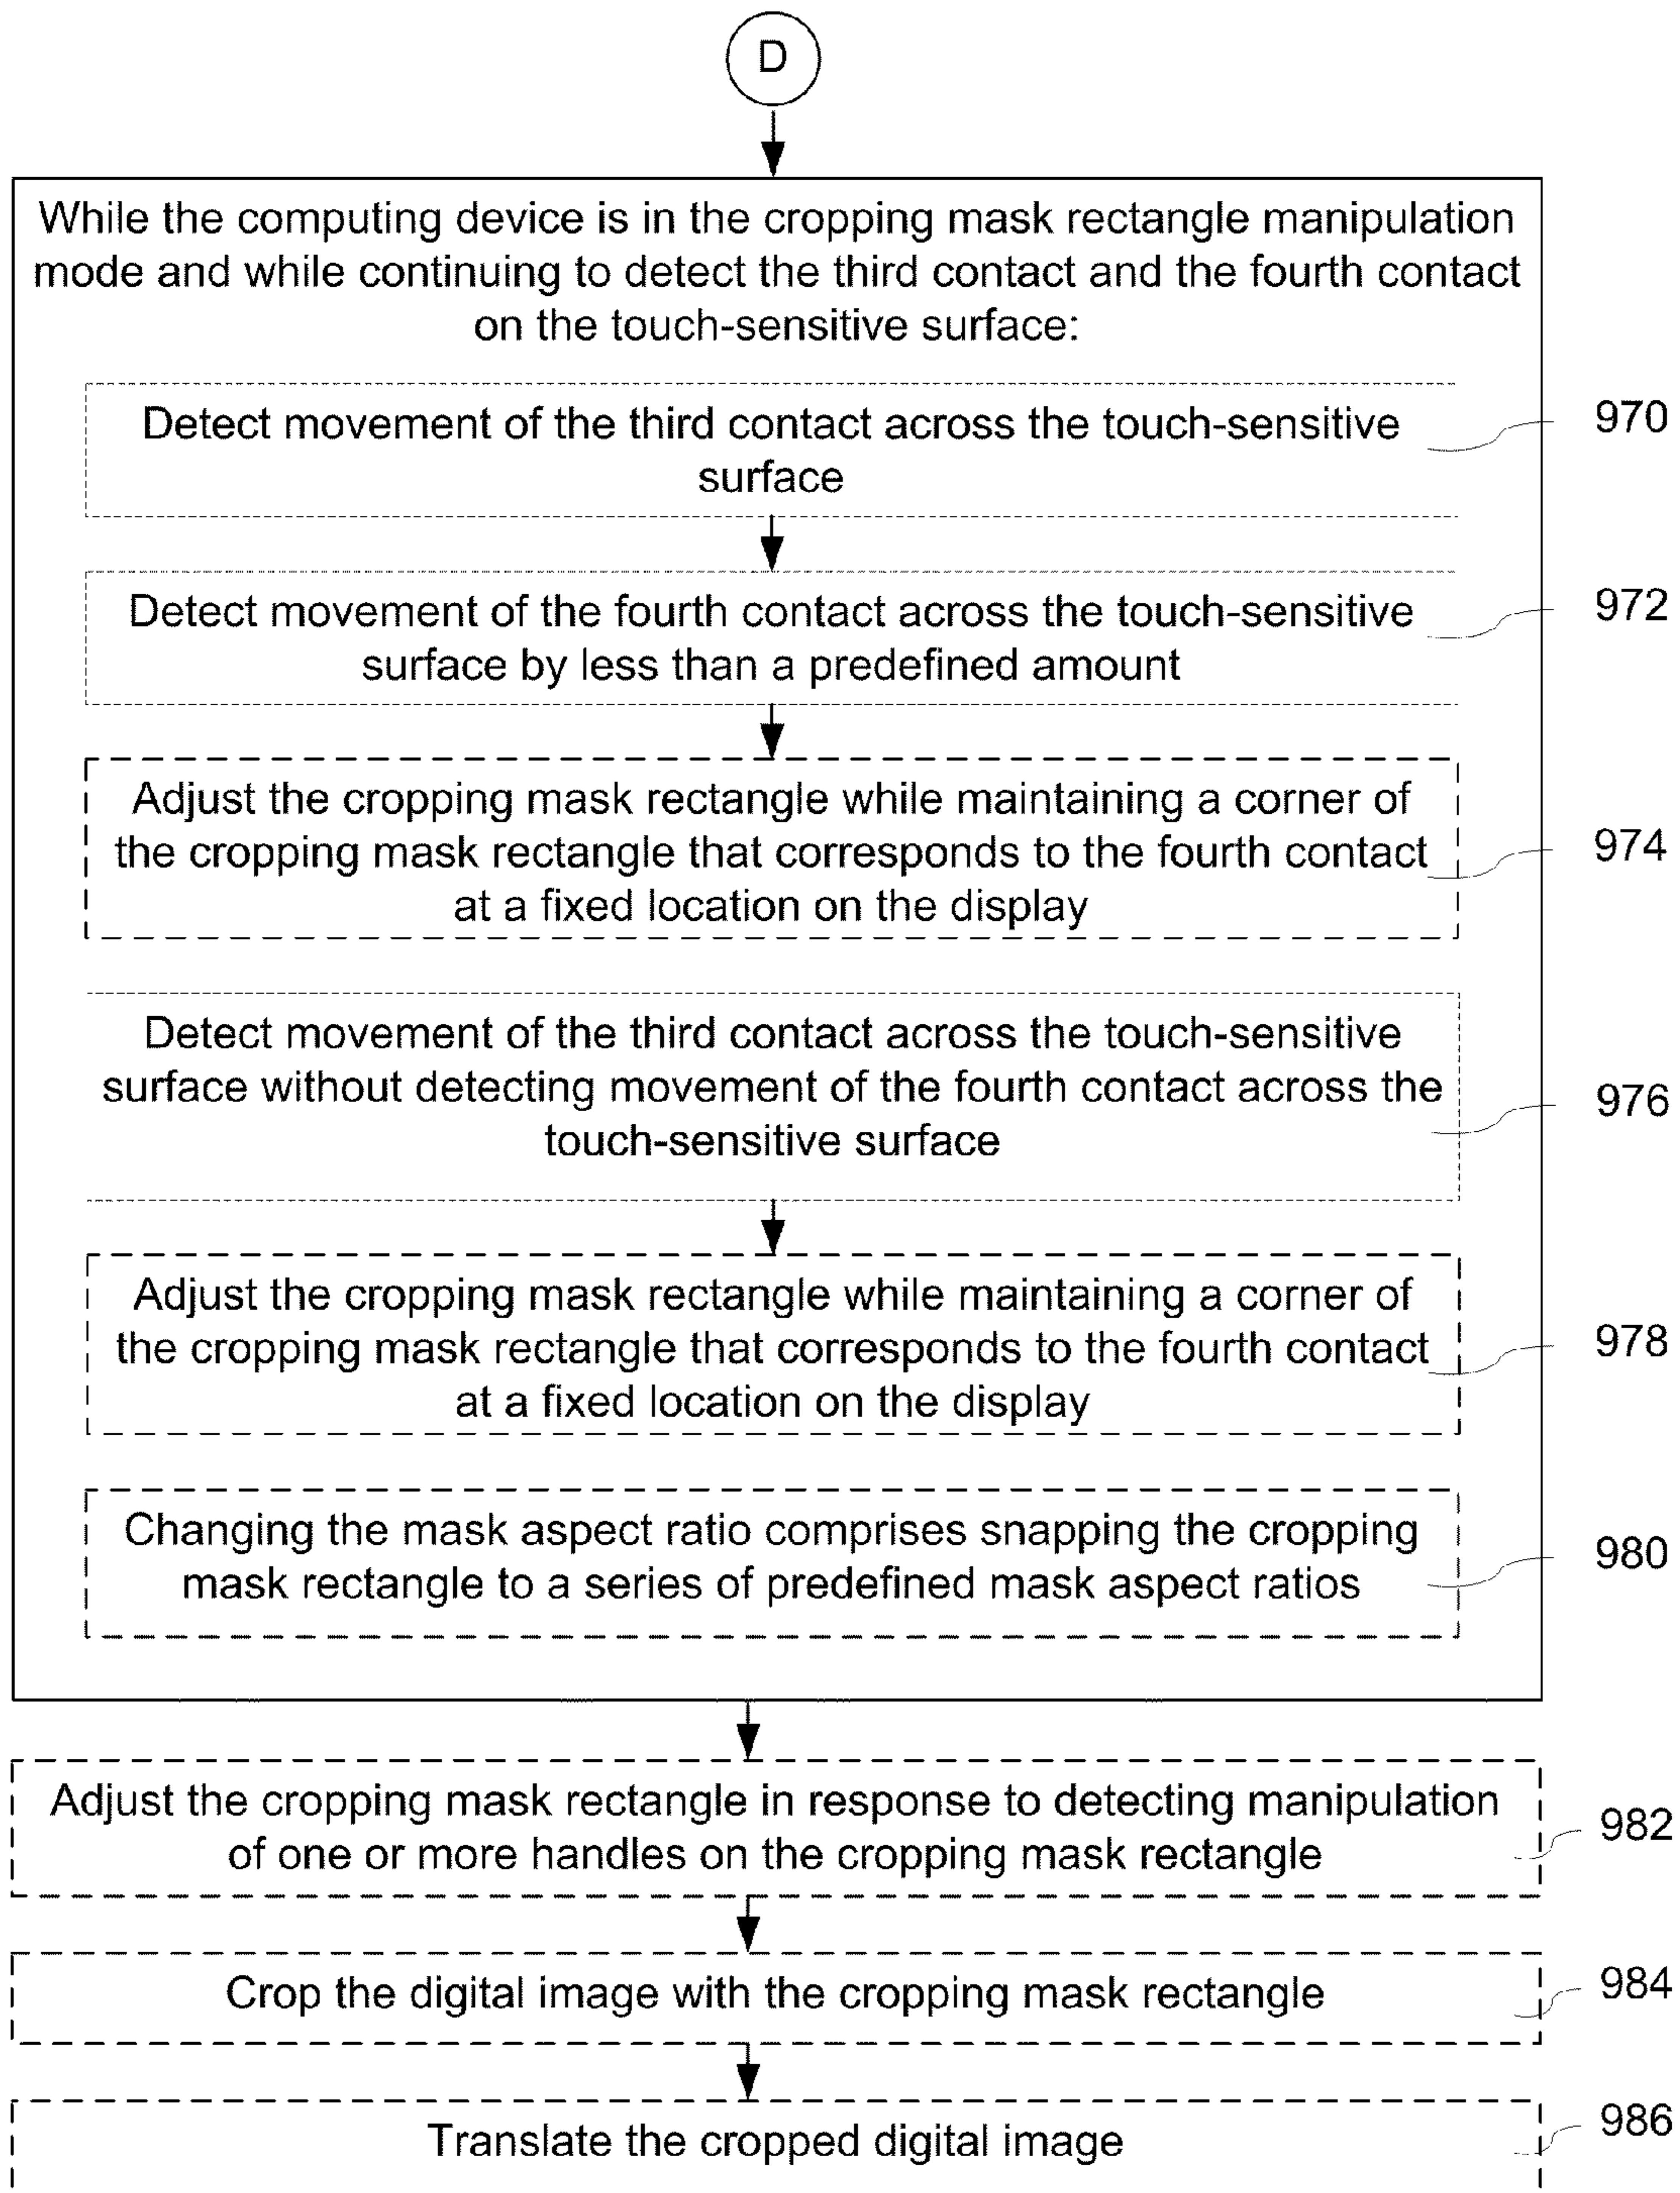 D
While the computing device is in the cropping mask rectangle manipulation
mode and while continuing to detect the third contact and the fourth contact
on the touch-sensitive surface:
Detect movement of the third contact across the touch-sensitive
surface
970
Detect movement of the fourth contact across the touch-sensitive
surface by less than a predefined amount
972
Adjust the cropping mask rectangle while maintaining a corner of
the cropping mask rectangle that corresponds to the fourth contact
at a fixed location on the display
974
Detect movement of the third contact across the touch-sensitive
surface without detecting movement of the fourth contact across the
touch-sensitive surface
976
Adjust the cropping mask rectangle while maintaining a corner of
the cropping mask rectangle that corresponds to the fourth contact
at a fixed location on the display
978
Changing the mask aspect ratio comprises snapping the cropping
mask rectangle to a series of predefined mask aspect ratios
980
Adjust the cropping mask rectangle in response to detecting manipulation
of one or more handles on the cropping mask rectangle
982
Crop the digital image with the cropping mask rectangle
984
Translate the cropped digital image
986